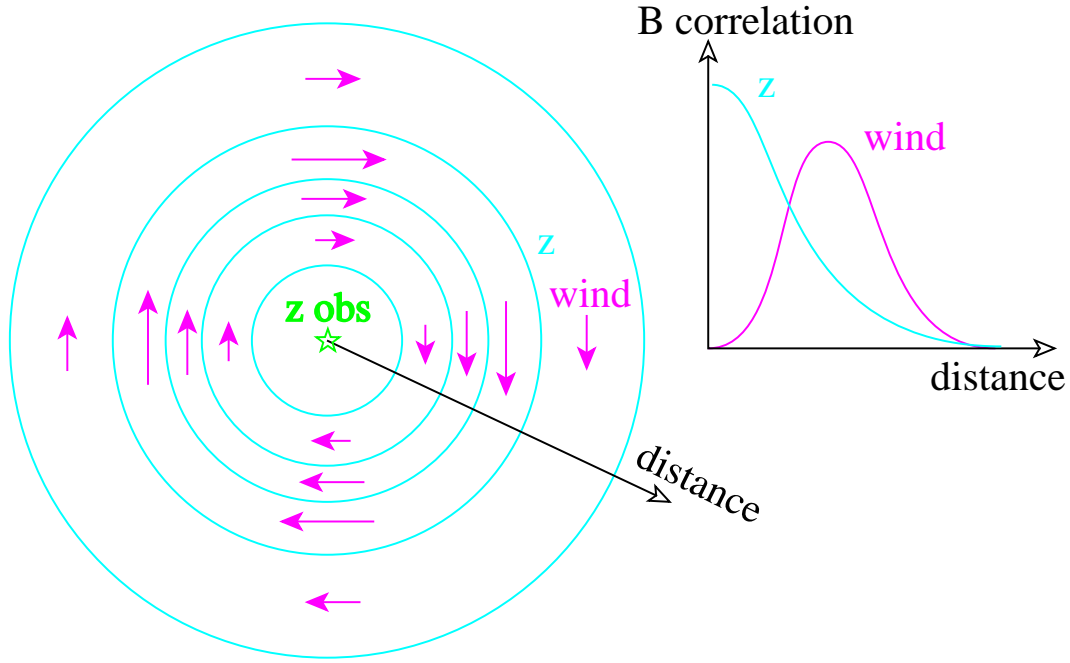 B correlation
z
wind
distance
z
wind
z obs
distance